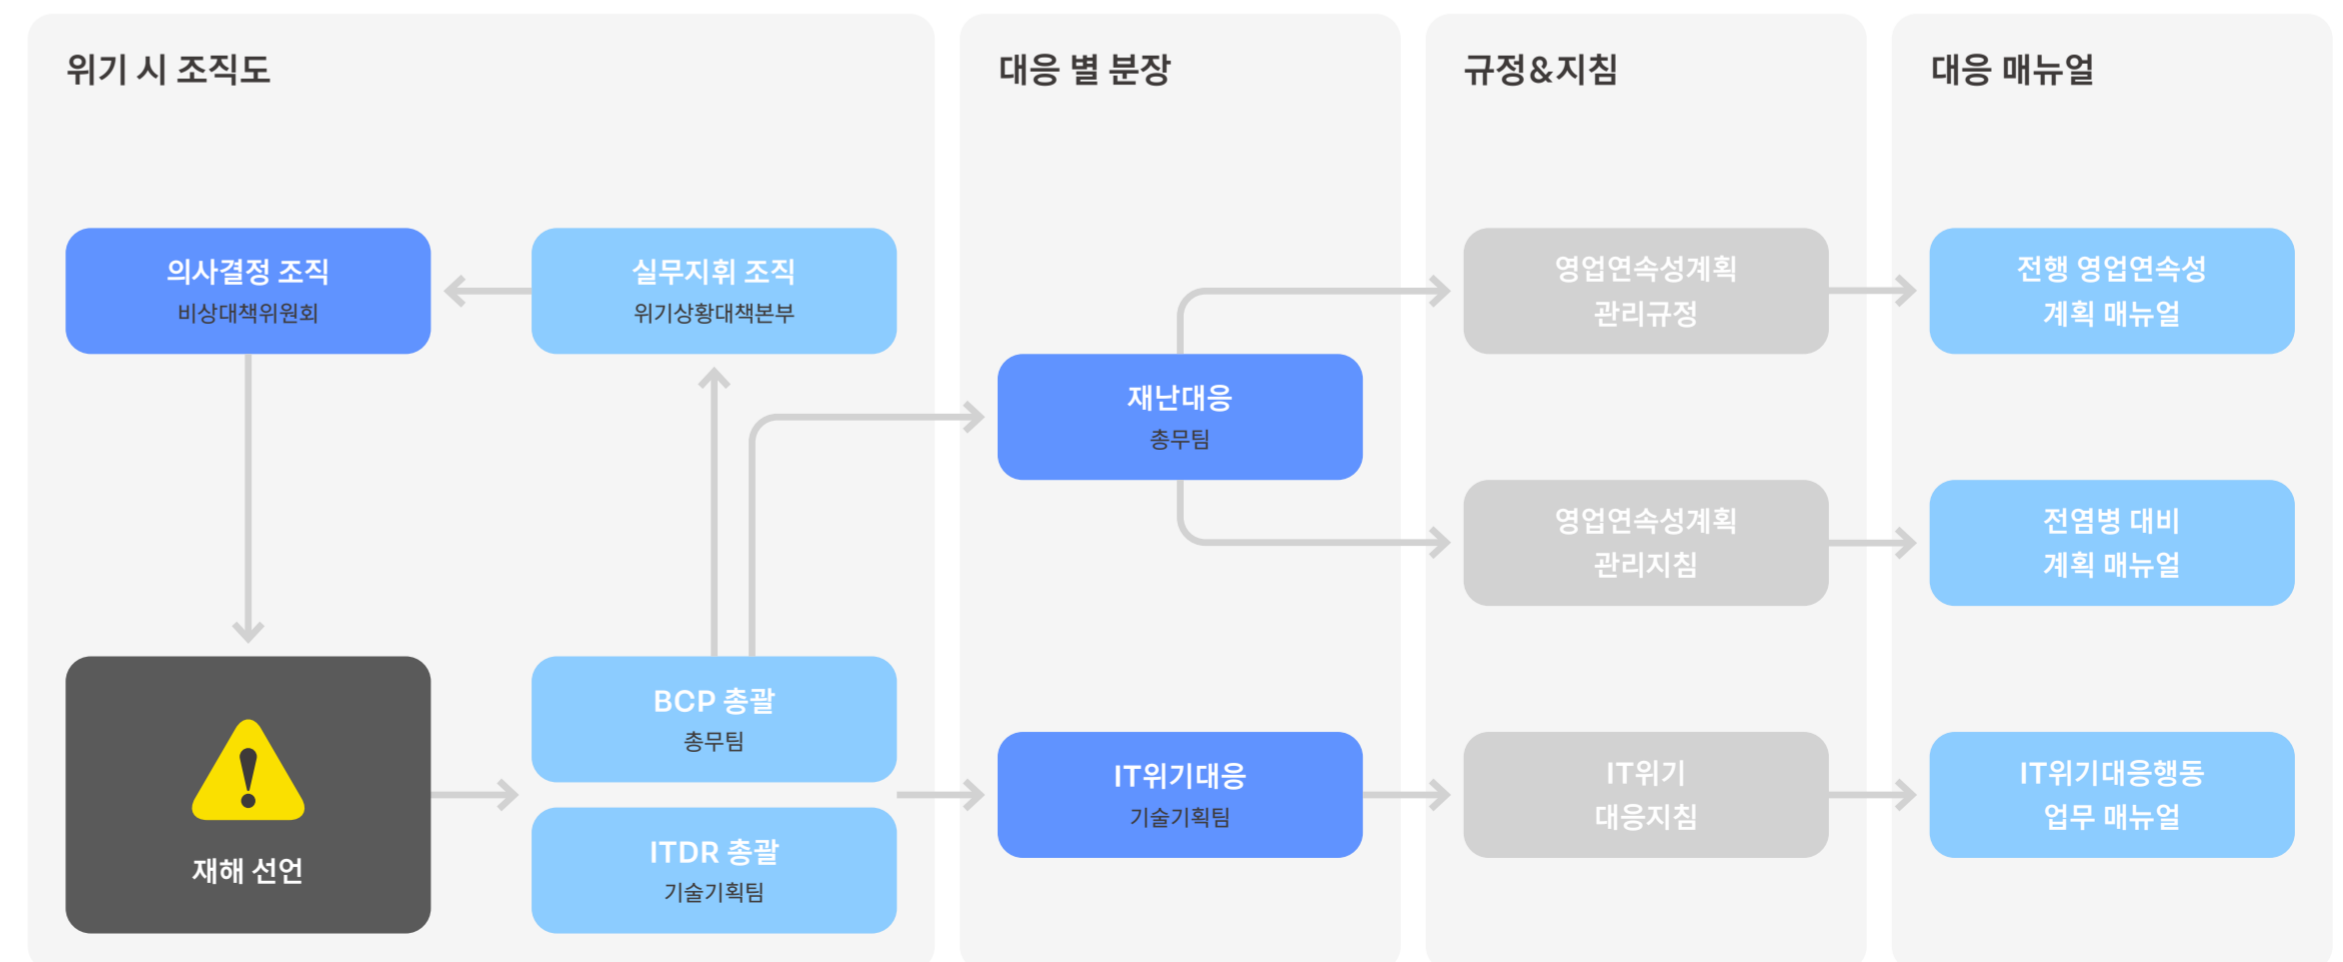 위기 시 조직도
의사결정 조직
비상대책위원회
실무지휘 조직
위기상황대책본부
재해 선언
BCP 총괄
총무팀
ITDR 총괄
기술기획팀
대응 별 분장
재난대응
총무팀
IT위기대응
기술기획팀
규정&지침
영업연속성계획
관리규정
영업연속성계획
관리지침
IT위기
대응지침
대응 매뉴얼
전행 영업연속성
계획 매뉴얼
전염병 대비
계획 매뉴얼
IT위기대응행동
업무 매뉴얼